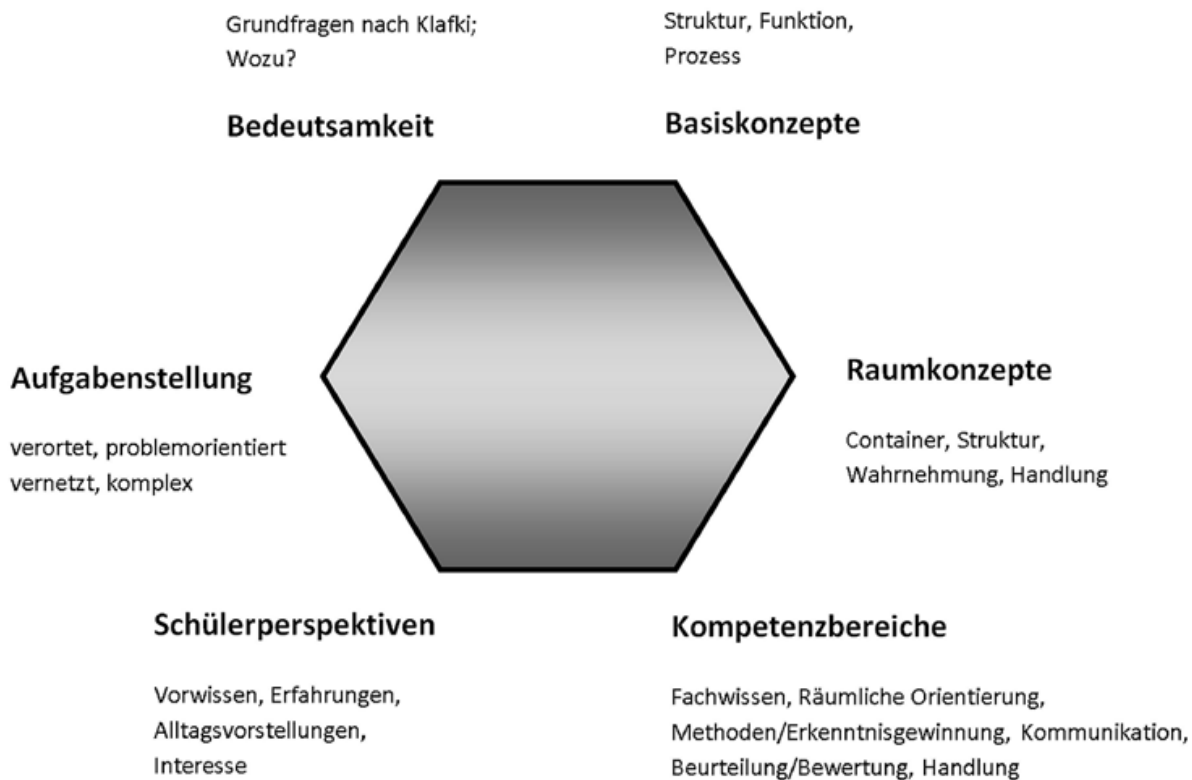 Grundfragen nach Klafki;
Wozu?
Bedeutsamkeit
Struktur, Funktion,
Prozess
Basiskonzepte
Aufgabenstellung
verortet, problemorientiert
vernetzt, komplex
Raumkonzepte
Container, Struktur,
Wahrnehmung, Handlung
Schülerperspektiven
Vorwissen, Erfahrungen,
Alltagsvorstellungen,
Interesse
Kompetenzbereiche
Fachwissen, Räumliche Orientierung,
Methoden/Erkenntnisgewinnung, Kommunikation,
Beurteilung/Bewertung, Handlung